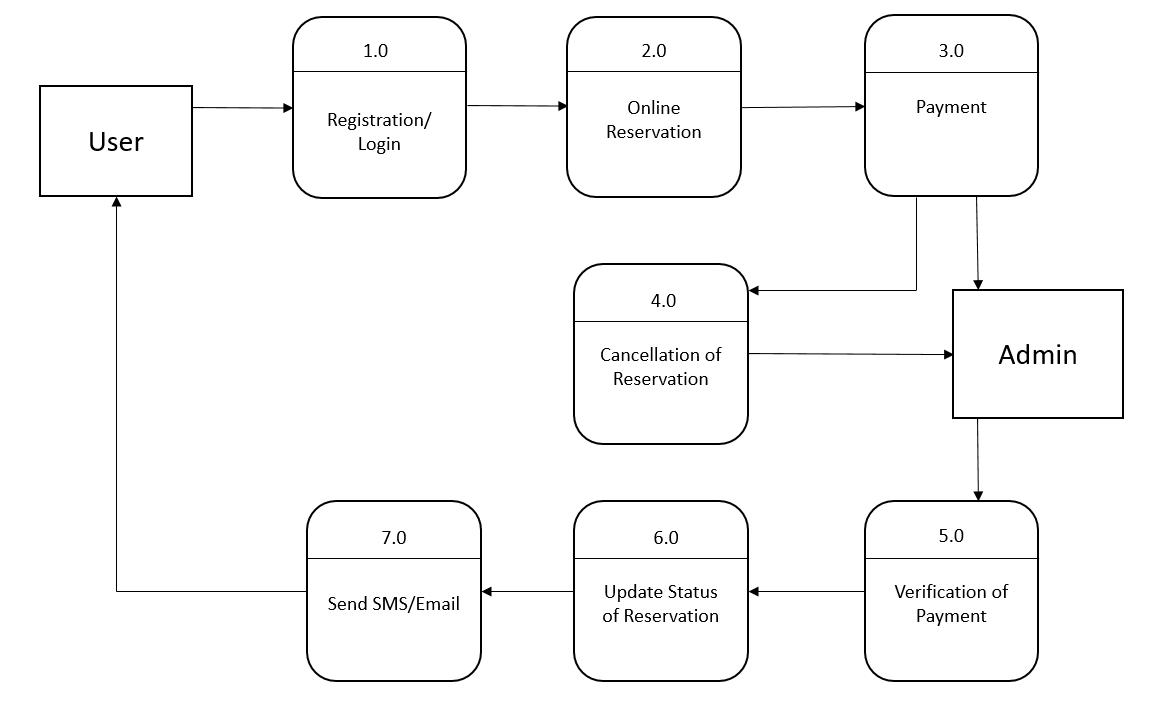 1.0
2.0
3.0
User
Registration/
Login
Online
Reservation
Payment
4.0
Cancellation of
Reservation
Admin
7.0
6.0
5.0
Send SMS/Email
Update Status
of Reservation
Verification of
Payment